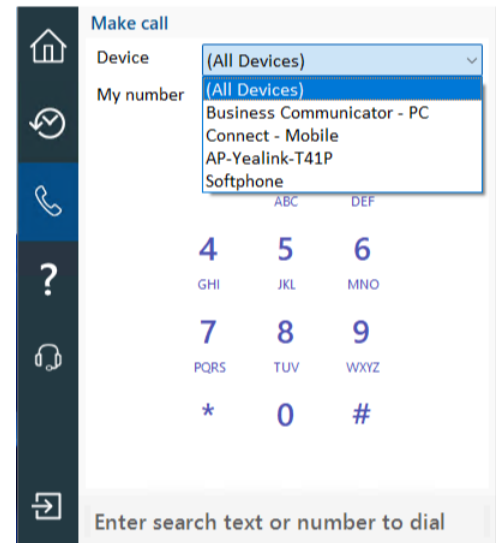 Make call
Device (All Devices)
My number (All Devices)
Business Communicator - PC
Connect - Mobile
AP-Yealink-T41P
Softphone
ABC DEF
4 5 6
GHI JKL MNO
7 8 9
PQRS TUV WXYZ
* 0 #
?
Enter search text or number to dial